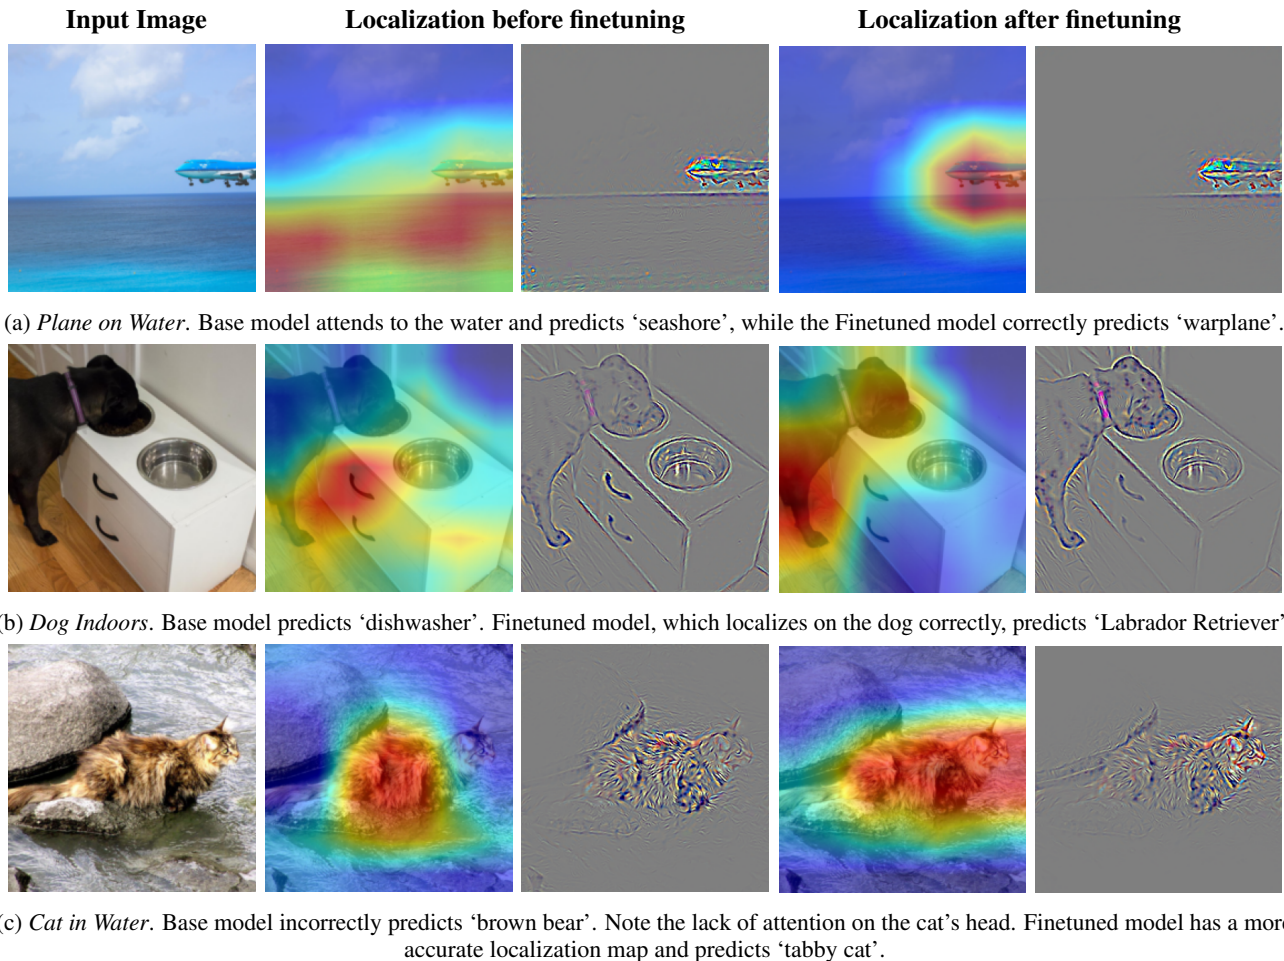 Input Image Localization before finetuning Localization after finetuning
(a) Plane on Water. Base model attends to the water and predicts ‘seashore’, while the Finetuned model correctly predicts ‘warplane’.
b) Dog Indoors. Base model predicts ‘dishwasher’. Finetuned model, which localizes on the dog correctly, predicts ‘Labrador Retriever’
(c) Cat in Water. Base model incorrectly predicts ‘brown bear’. Note the lack of attention on the cat’s head. Finetuned model has a more
accurate localization map and predicts ‘tabby cat’.